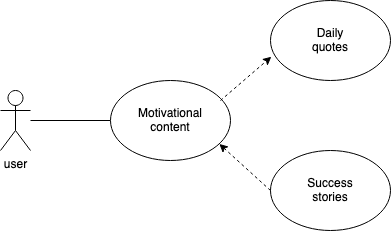 Daily
quotes
Motivational
content
user
Success
stories